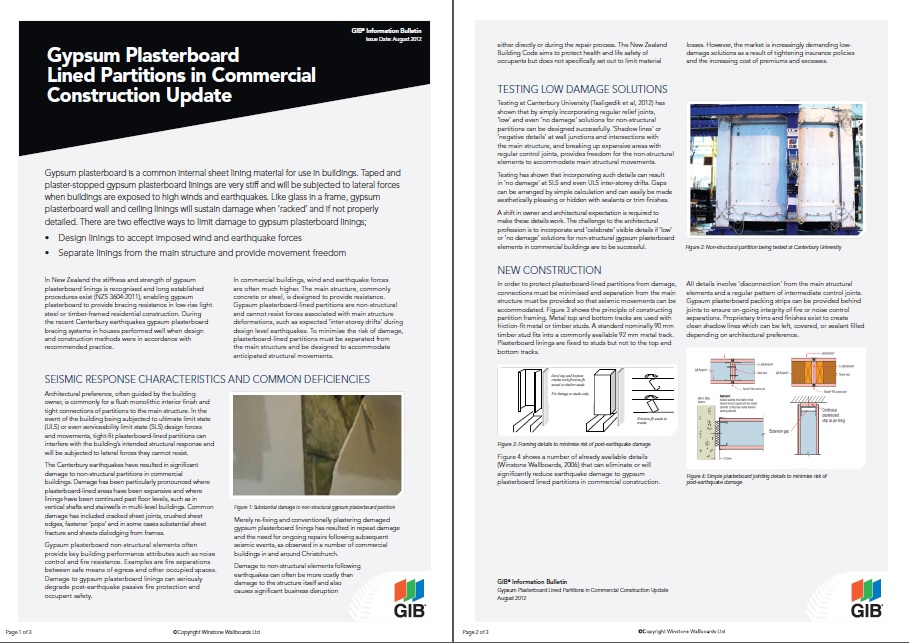 GIB® Information Bulletin
Issue Date: August 2012
Gypsum Plasterboard
Lined Partitions in Commercial
Construction Update
Gypsum plasterboard is a common internal sheet lining material for use in buildings. Taped and
plaster-stopped gypsum plasterboard linings are very stiff and will be subjected to lateral forces
when buildings are exposed to high winds and earthquakes. Like glass in a frame, gypsum
plasterboard wall and ceiling linings will sustain damage when 'racked' and if not properly
detailed. There are two effective ways to limit damage to gypsum plasterboard linings;
• Design linings to accept imposed wind and earthquake forces
• Separate linings from the main structure and provide movement freedom
In New Zealand the stiffness and strength of gypsum
plasterboard linings is recognised and long established
procedures exist (NZS 3604:2011), enabling gypsum
plasterboard to provide bracing resistance in low-rise light
steel or timber-framed residential construction. During
the recent Canterbury earthquakes gypsum plasterboard
bracing systems in houses performed well when design
and construction methods were in accordance with
recommended practice.
In commercial buildings, wind and earthquake forces
are often much higher. The main structure, commonly
concrete or steel, is designed to provide resistance.
Gypsum plasterboard-lined partitions are non-structural
and cannot resist forces associated with main structure
deformations, such as expected 'inter-storey drifts' during
design level earthquakes. To minimise the risk of damage,
plasterboard-lined partitions must be separated from
the main structure and be designed to accommodate
anticipated structural movements.
SEISMIC RESPONSE CHARACTERISTICS AND COMMON DEFICIENCIES
Architectural preference, often guided by the building
owner, is commonly for a flush monolithic interior finish and
tight connections of partitions to the main structure. In the
event of the building being subjected to ultimate limit state
(ULS) or even serviceability limit state (SLS) design forces
and movements, tight-fit plasterboard-lined partitions can
interfere with the building's intended structural response and
will be subjected to lateral forces they cannot resist.
The Canterbury earthquakes have resulted in significant
damage to non-structural partitions in commercial
buildings. Damage has been particularly pronounced where
plasterboard-lined areas have been expansive and where
linings have been continued past floor levels, such as in
vertical shafts and stairwells in multi-level buildings. Common
damage has included cracked sheet joints, crushed sheet
edges, fastener 'pops' and in some cases substantial sheet
fracture and sheets dislodging from frames.
Gypsum plasterboard non-structural elements often
provide key building performance attributes such as noise
control and fire resistance. Examples are fire separations
between safe means of egress and other occupied spaces.
Damage to gypsum plasterboard linings can seriously
degrade post-earthquake passive fire protection and
occupant safety.
Figure 1: Substantial damage to non structural gypsum plasterboard partition
Merely re-fixing and conventionally plastering damaged
gypsum plasterboard linings has resulted in repeat damage
and the need for ongoing repairs following subsequent
seismic events, as observed in a number of commercial
buildings in and around Christchurch.
Damage to non-structural elements following
earthquakes can often be more costly than
damage to the structure itself and also
causes significant business disruption
GIB®
Page 1 of 3
©Copyright Winstone Wallboards Ltd
either directly or during the repair process. The New Zealand
Building Code aims to protect health and life safety of
occupants but does not specifically set out to limit material
losses. However, the market is increasingly demanding low-
damage solutions as a result of tightening insurance policies
and the increasing cost of premiums and excesses.
TESTING LOW DAMAGE SOLUTIONS
Testing at Canterbury University (Tasligedik et al, 2012) has
shown that by simply incorporating regular relief joints,
'low' and even 'no damage' solutions for non-structural
partitions can be designed successfully. 'Shadow lines' or
'negative details' at wall junctions and intersections with
the main structure, and breaking up expansive areas with
regular control joints, provides freedom for the non-structural
elements to accommodate main structural movements.
Testing has shown that incorporating such details can result
in 'no damage' at SLS and even ULS inter-storey drifts. Gaps
can be arranged by simple calculation and can easily be made
aesthetically pleasing or hidden with sealants or trim finishes.
A shift in owner and architectural expectation is required to
make these details work. The challenge to the architectural
profession is to incorporate and 'celebrate' visible details if 'low'
or 'no damage' solutions for non-structural gypsum plasterboard
elements in commercial buildings are to be successful.
Figure 2: Non-structural partition being tested at Canterbury University
NEW CONSTRUCTION
In order to protect plasterboard-lined partitions from damage,
connections must be minimised and separation from the main
structure must be provided so that seismic movements can be
accommodated. Figure 3 shows the principle of constructing
partition framing. Metal top and bottom tracks are used with
friction-fit metal or timber studs. A standard nominally 90 mm
timber stud fits into a commonly available 92 mm metal track.
Plasterboard linings are fixed to studs but not to the top and
bottom tracks.
All details involve 'disconnection' from the main structural
elements and a regular pattern of intermediate control joints.
Gypsum plasterboard packing strips can be provided behind
joints to ensure on-going integrity of fire or noise control
separations. Proprietary trims and finishes exist to create
clean shadow lines which can be left, covered, or sealant filled
depending on architectural preference.
Figure 3: Framing details to minimise risk of post-earthquake damage
Figure 4 shows a number of already available details
(Winstone Wallboards, 2006) that can eliminate or will
significantly reduce earthquake damage to gypsum
plasterboard lined partitions in commercial construction.
Expansion gap
Continuous
plasterboard
strip as per lining
Figure 4: Simple plasterboard jointing details to minimise risk of
post-earthquake damage
GIB® Information Bulletin
Gypsum Plasterboard Lined Partitions in Commercial Construction Update
August 2012
GIB®
Page 2 of 3
©Copyright Winstone Wallboards Ltd